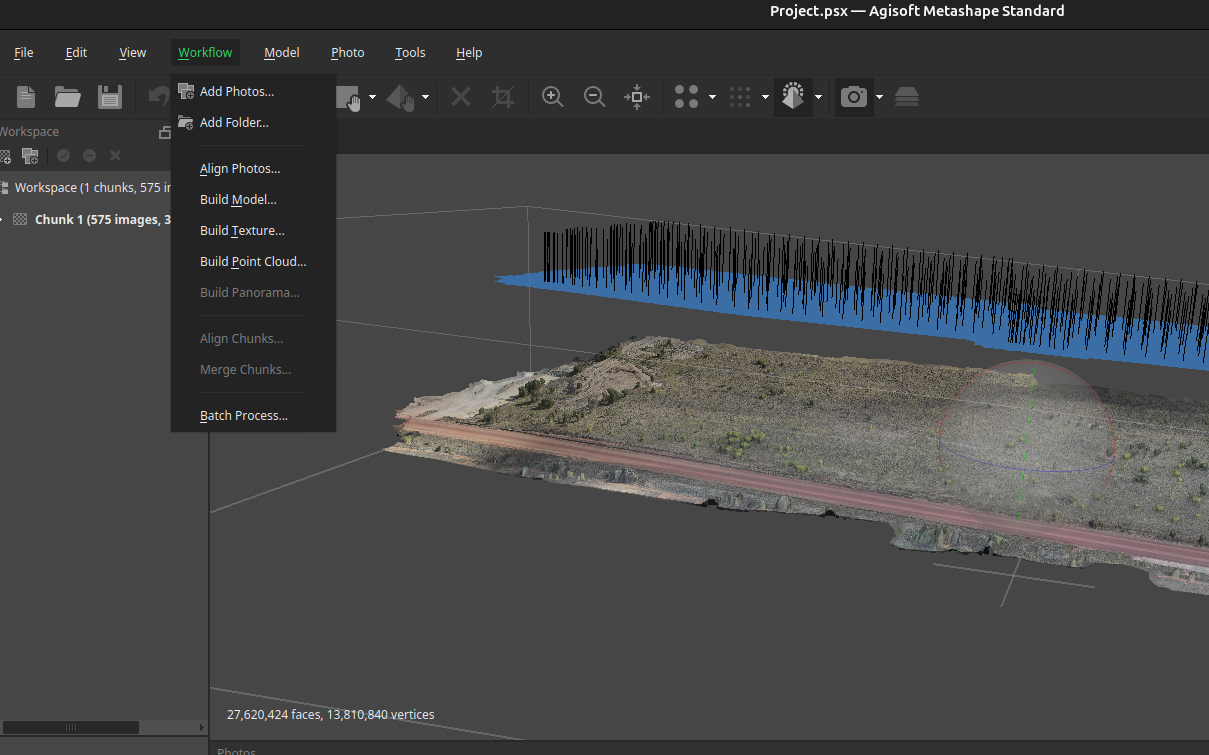 Project.psx — Agisoft Metashape Standard
File Edit View Workflow Model Photo Tools Help
Workspace
Workspace (1 chunks, 575
Chunk 1 (575 images, 3
Add Photos...
Add Folder...
Align Photos...
Build Model...
Build Texture...
Build Point Cloud...
Build Panorama...
Align Chunks...
Merge Chunks...
Batch Process...
27,620,424 faces, 13,810,840 vertices
Photos